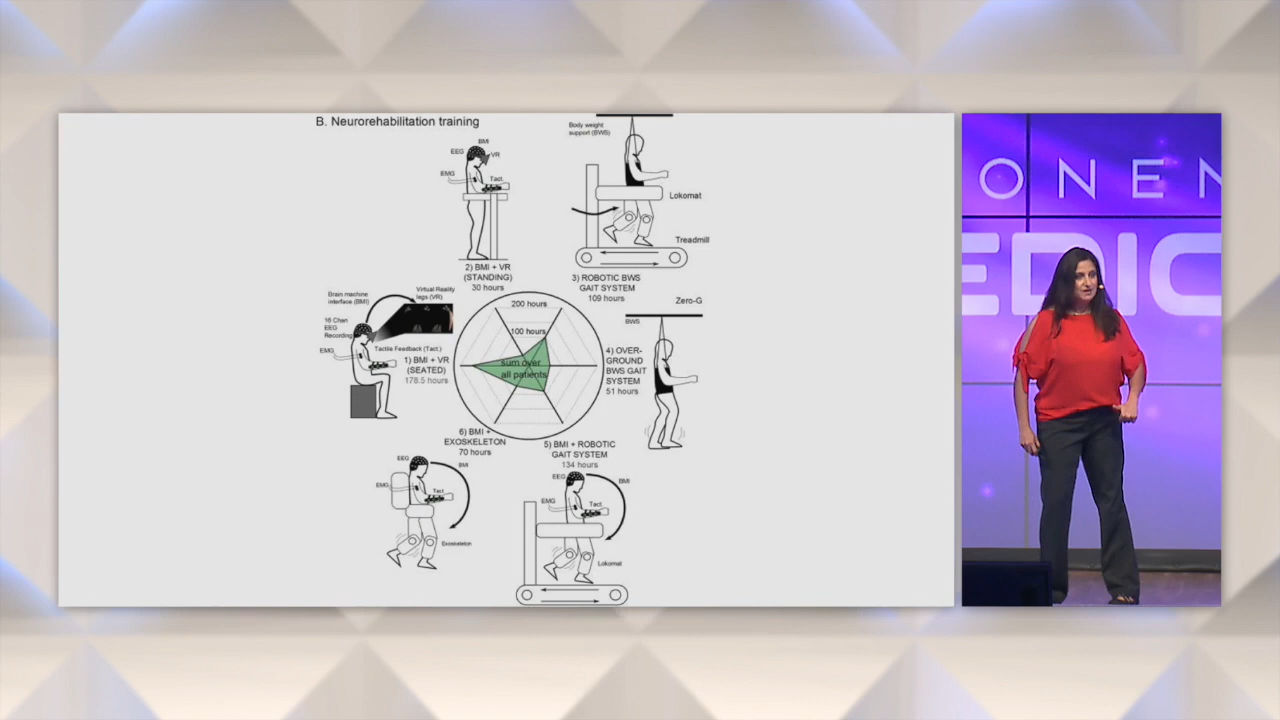 B. Neurorehabilitation training
BMI
EEG
VR
EMG
Tact.
2) BMI + VR
(STANDING)
30 hours
Body weight
support (BWS)
Lokomat
Treadmill
3) ROBOTIC BWS
GAIT SYSTEM
109 hours
Brain machine
interface (BMI)
Virtual Reality
legs (VR)
16 Chan
EEG
Recording
EMG
Tactile Feedback (Tact.)
1) BMI + VR
(SEATED)
178.5 hours
200 hours
100 hours
sum over
all patients
Zero-G
BWS
4) OVER-
GROUND
BWS GAIT
SYSTEM
51 hours
6) BMI +
EXOSKELETON
70 hours
EEG
BMI
EMG
Tact.
Exoskeleton
5) BMI + ROBOTIC
GAIT SYSTEM
134 hours
EEG
BMI
EMG
Tact.
Lokomat
ONEN
EDIC